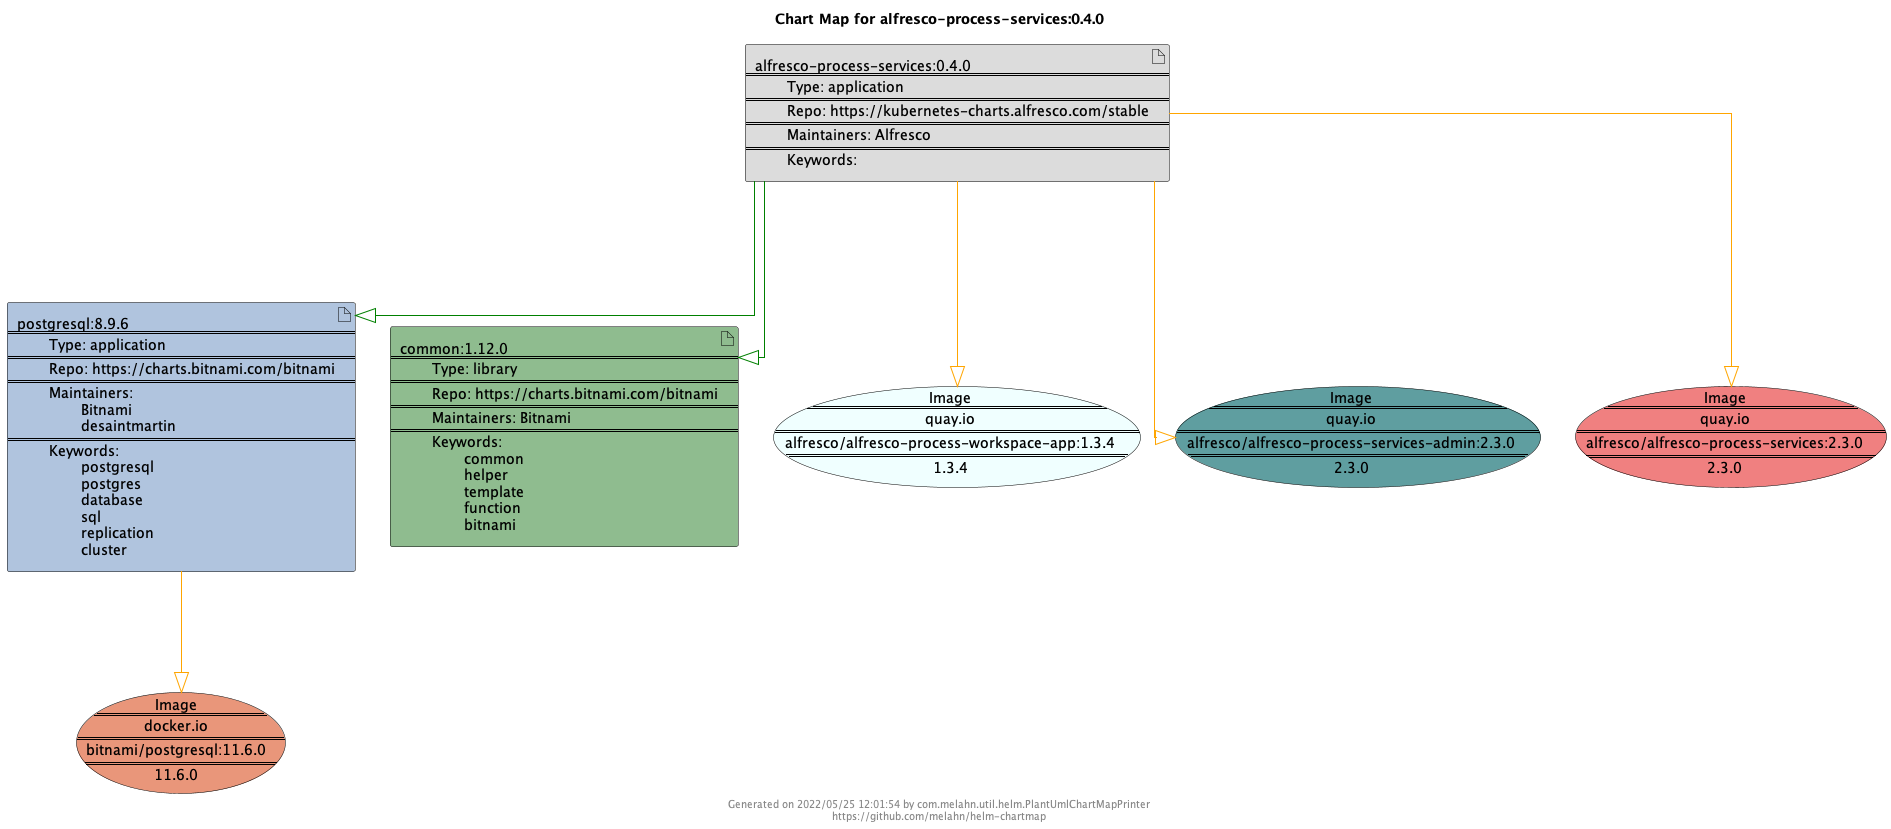 Chart Map for alfresco-process-services:0.4.0
alfresco-process-services:0.4.0
Type: application
Repo: https://kubernetes-charts.alfresco.com/stable
Maintainers: Alfresco
Keywords:
postgresql:8.9.6
Type: application
Repo: https://charts.bitnami.com/bitnami
Maintainers:
Bitnami
desaintmartin
Keywords:
postgresql
postgres
database
sql
replication
cluster
common:1.12.0
Type: library
Repo: https://charts.bitnami.com/bitnami
Maintainers: Bitnami
Keywords:
common
helper
template
function
bitnami
Image
quay.io
alfresco/alfresco-process-workspace-app:1.3.4
1.3.4
Image
quay.io
alfresco/alfresco-process-services-admin:2.3.0
2.3.0
Image
quay.io
alfresco/alfresco-process-services:2.3.0
2.3.0
Image
docker.io
bitnami/postgresql:11.6.0
11.6.0
Generated on 2022/05/25 12:01:54 by com.melahn.util.helm.PlantUmlChartMapPrinter
https://github.com/melahn/helm-chartmap